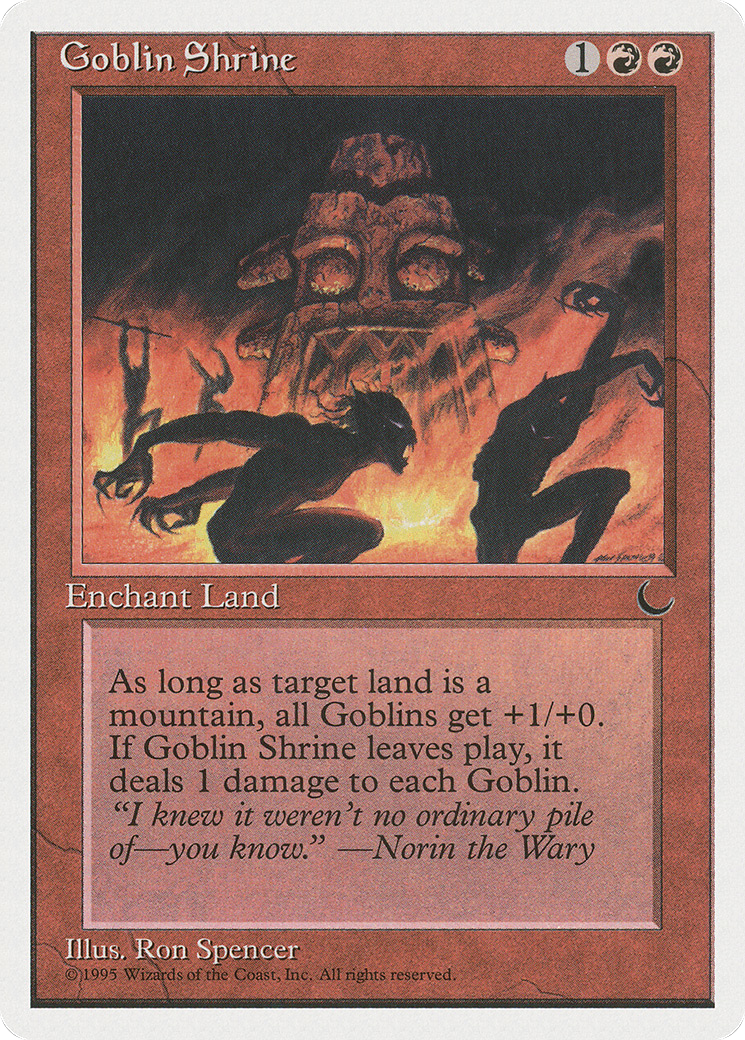 Goblin Shrine 1
Enchant Land
As long as target land is a
mountain, all Goblins get +1/+0.
If Goblin Shrine leaves play, it
deals 1 damage to each Goblin.
“I knew it weren’t no ordinary pile
of—you know.” —Norin the Wary
Illus. Ron Spencer
©1995 Wizards of the Coast, Inc. All rights reserved.